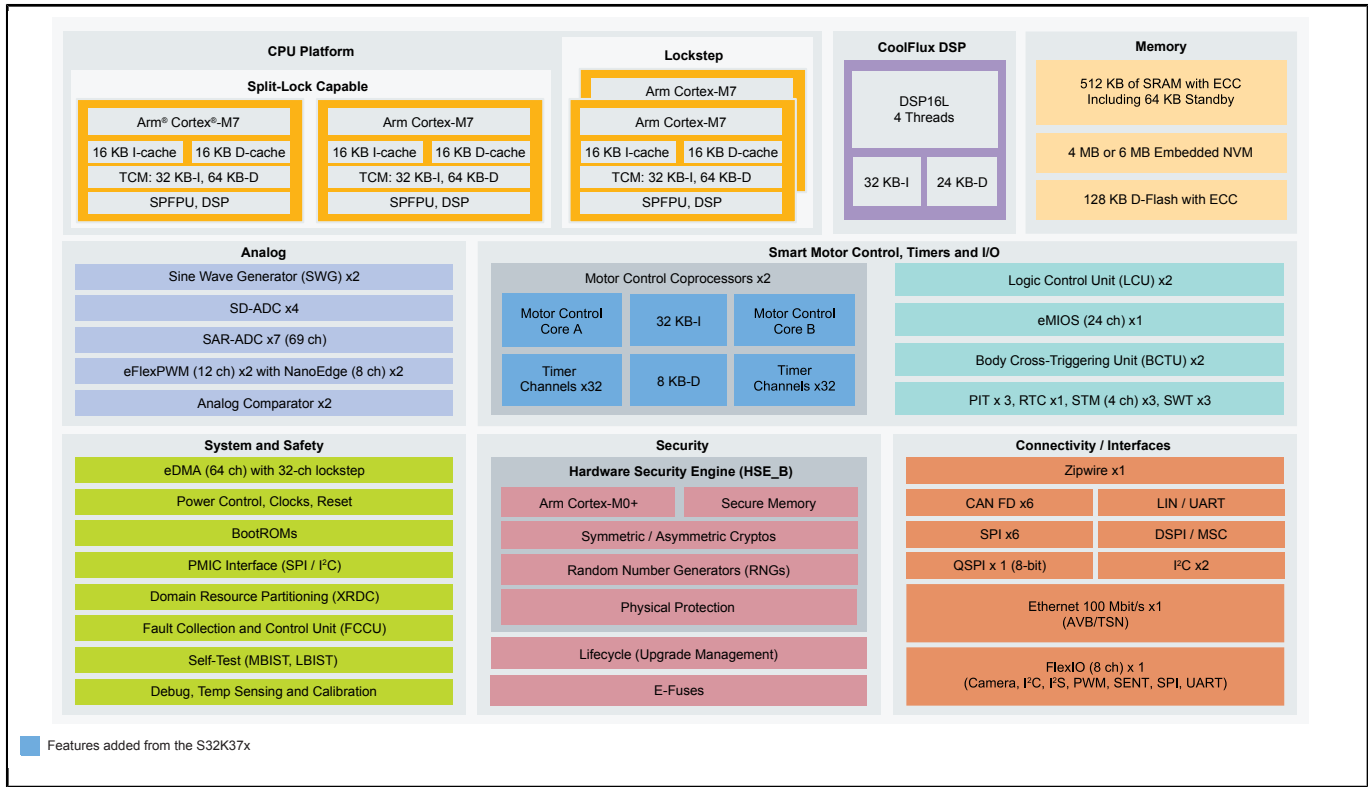 CPU Platform
Split-Lock Capable
Arm® Cortex®-M7
16 KB I-cache
16 KB D-cache
TCM: 32 KB-I, 64 KB-D
SPFPU, DSP
Arm Cortex-M7
16 KB I-cache
16 KB D-cache
TCM: 32 KB-I, 64 KB-D
SPFPU, DSP
Lockstep
Arm Cortex-M7
Arm Cortex-M7
16 KB I-cache
16 KB D-cache
TCM: 32 KB-I, 64 KB-D
SPFPU, DSP
CoolFlux DSP
DSP16L
4 Threads
32 KB-I
24 KB-D
Memory
512 KB of SRAM with ECC
Including 64 KB Standby
4 MB or 6 MB Embedded NVM
128 KB D-Flash with ECC
Analog
Sine Wave Generator (SWG) x2
SD-ADC x4
SAR-ADC x7 (69 ch)
eFlexPWM (12 ch) x2 with NanoEdge (8 ch) x2
Analog Comparator x2
Smart Motor Control, Timers and I/O
Motor Control Coprocessors x2
Motor Control
Core A
32 KB-I
Motor Control
Core B
Timer
Channels x32
8 KB-D
Timer
Channels x32
Logic Control Unit (LCU) x2
eMIOS (24 ch) x1
Body Cross-Triggering Unit (BCTU) x2
PIT x 3, RTC x1, STM (4 ch) x3, SWT x3
System and Safety
eDMA (64 ch) with 32-ch lockstep
Power Control, Clocks, Reset
BootROMs
PMIC Interface (SPI / I²C)
Domain Resource Partitioning (XRDC)
Fault Collection and Control Unit (FCCU)
Self-Test (MBIST, LBIST)
Debug, Temp Sensing and Calibration
Security
Hardware Security Engine (HSE_B)
Arm Cortex-M0+
Secure Memory
Symmetric / Asymmetric Cryptos
Random Number Generators (RNGs)
Physical Protection
Lifecycle (Upgrade Management)
E-Fuses
Connectivity / Interfaces
Zipwire x1
CAN FD x6
LIN / UART
SPI x6
DSPI / MSC
QSPI x 1 (8-bit)
I²C x2
Ethernet 100 Mbit/s x1
(AVB/TSN)
FlexIO (8 ch) x 1
(Camera, I²C, I²S, PWM, SENT, SPI, UART)
Features added from the S32K37x